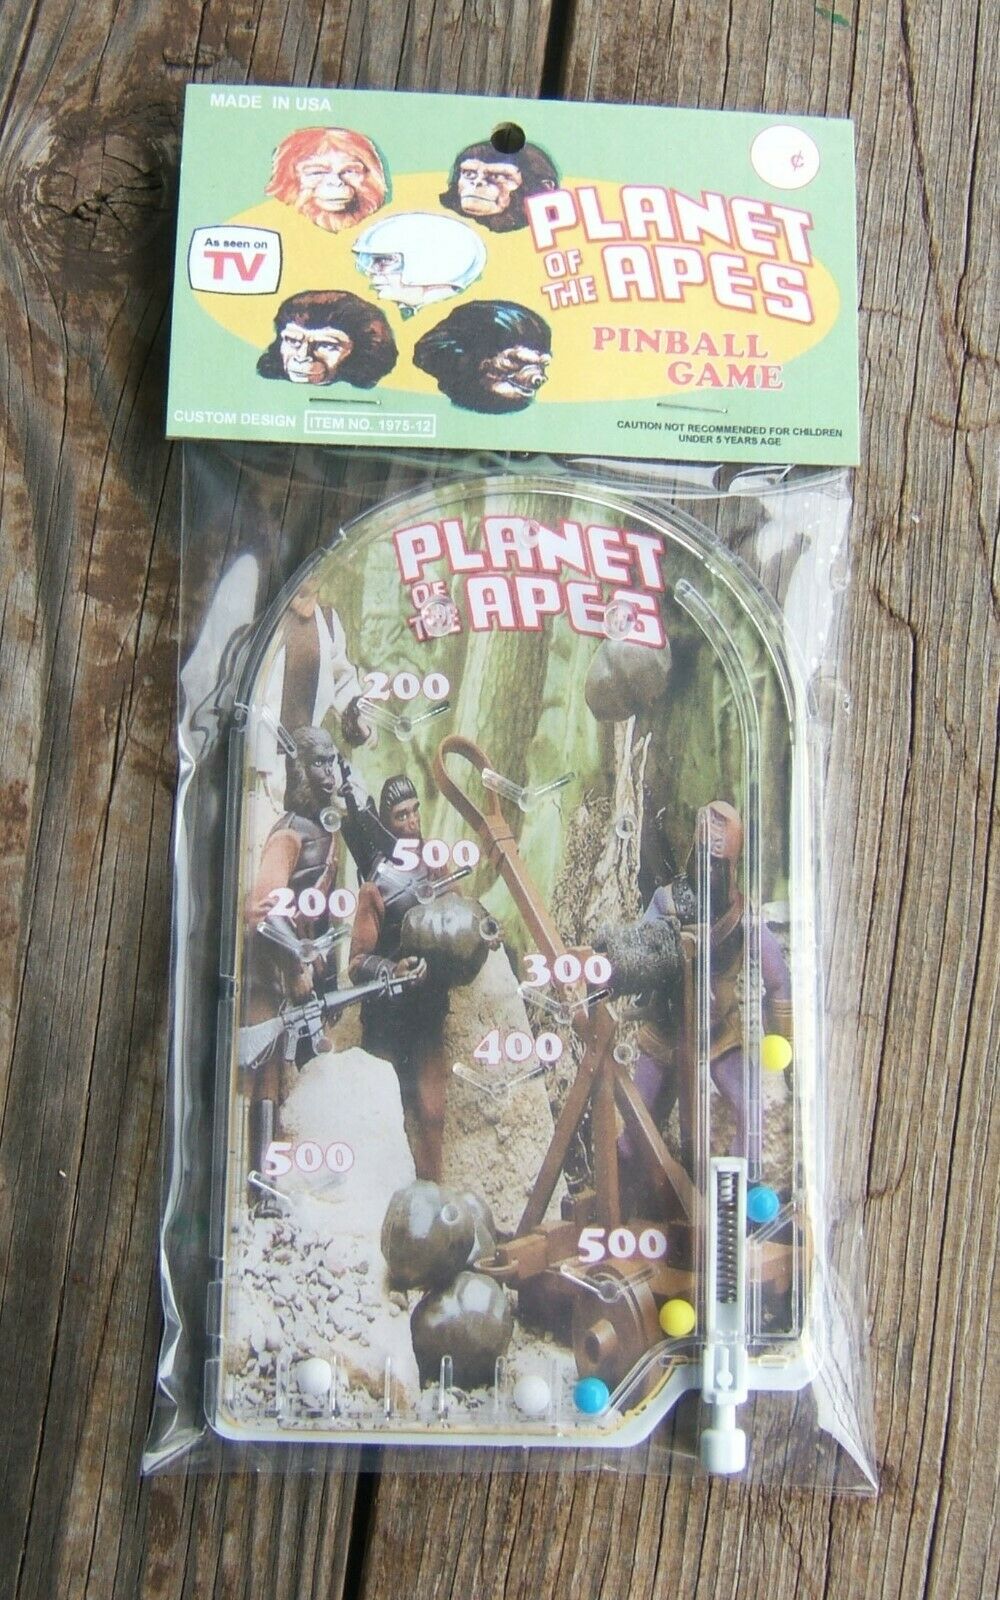 MADE IN USA
¢
As seen on
TV
PLANET
OF
THE APES
PINBALL
GAME
CUSTOM DESIGN ITEM NO. 1975-12
CAUTION NOT RECOMMENDED FOR CHILDREN
UNDER 5 YEARS AGE
PLANET
OF
THE APES
200
500
200
300
400
500
500